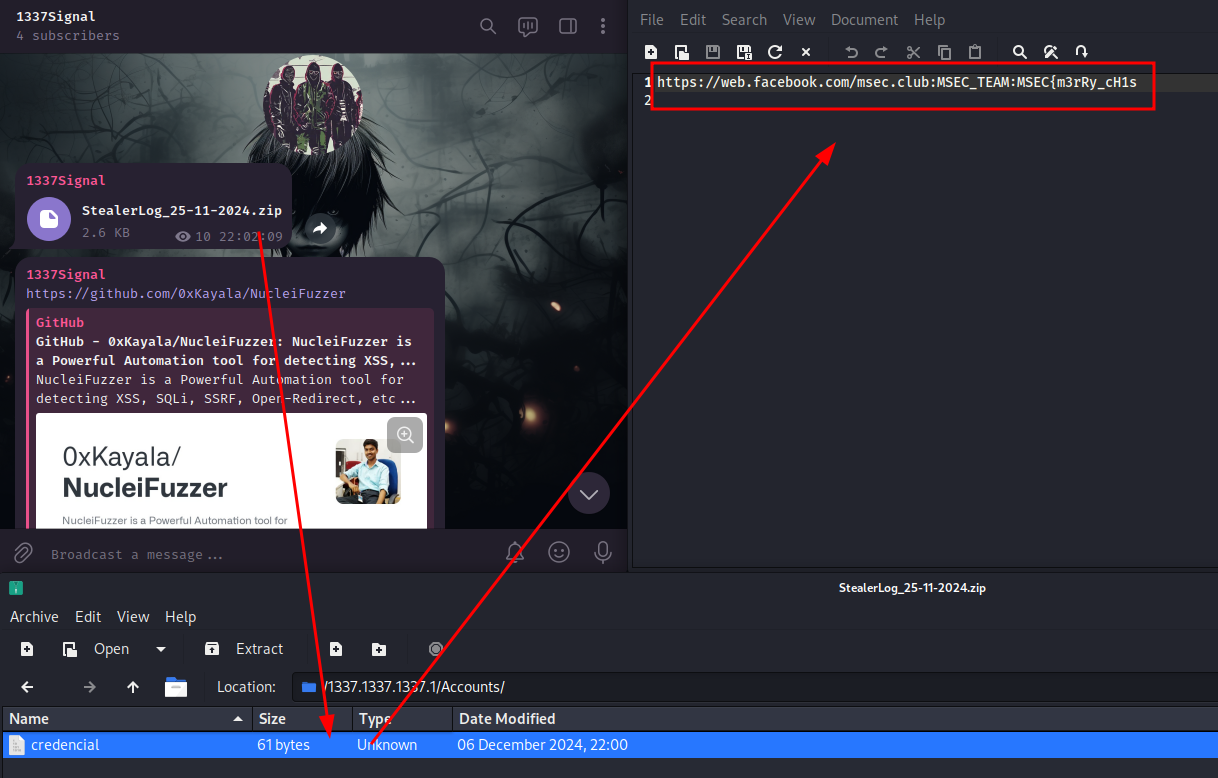 1337Signal
4 subscribers
1337Signal
StealerLog_25-11-2024.zip
2.6 KB
10 22:02:09
1337Signal
https://github.com/0xKayala/NucleiFuzzer
GitHub
GitHub - 0xKayala/NucleiFuzzer: NucleiFuzzer is
a Powerful Automation tool for detecting XSS,...
NucleiFuzzer is a Powerful Automation tool for
detecting XSS, SQLi, SSRF, Open-Redirect, etc...
0xKayala/
NucleiFuzzer
NucleiFuzzer is a Powerful Automation tool for
Broadcast a message...
File Edit Search View Document Help
1 https://web.facebook.com/msec.club:MSEC_TEAM:MSEC{m3rRy_cH1s
2
StealerLog_25-11-2024.zip
Archive Edit View Help
Open Extract
Location: /1337.1337.1337.1/Accounts/
Name Size Type Date Modified
credencial 61 bytes Unknown 06 December 2024, 22:00